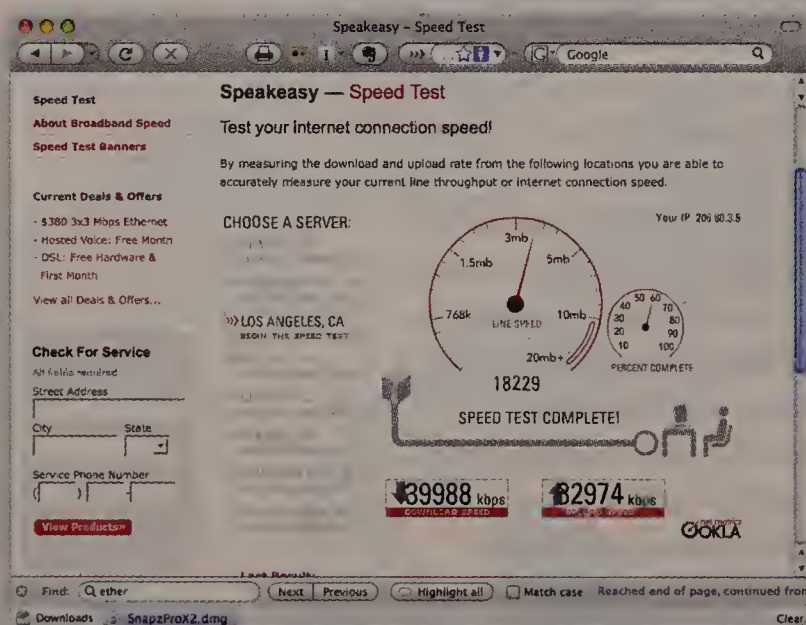 Speakeasy – Speed Test
Google
Speed Test
About Broadband Speed
Speed Test Banners
Current Deals & Offers
- $380 3x3 Mbps Ethernet
- Hosted Voice: Free Month
- DSL: Free Hardware &
First Month
View all Deals & Offers...
Check For Service
All fields required
Street Address
City State
Service Phone Number
( )
View Products»
Speakeasy — Speed Test
Test your internet connection speed!
By measuring the download and upload rate from the following locations you are able to
accurately measure your current line throughput or internet connection speed.
CHOOSE A SERVER:
»» LOS ANGELES, CA
BEGIN THE SPEED TEST
Your IP 206 80.3.5
768k 1.5mb 3mb 5mb 10mb 20mb+
LINE SPEED
18229
10 20 30 40 50 60 70 80 90 100
PERCENT COMPLETE
SPEED TEST COMPLETE!
39988 kbps
DOWNLOAD SPEED
32974 kbps
OOKLA
Last Results
Find: ether Next Previous Highlight all Match case Reached end of page, continued from
Downloads SnapzProX2.dmg Clear